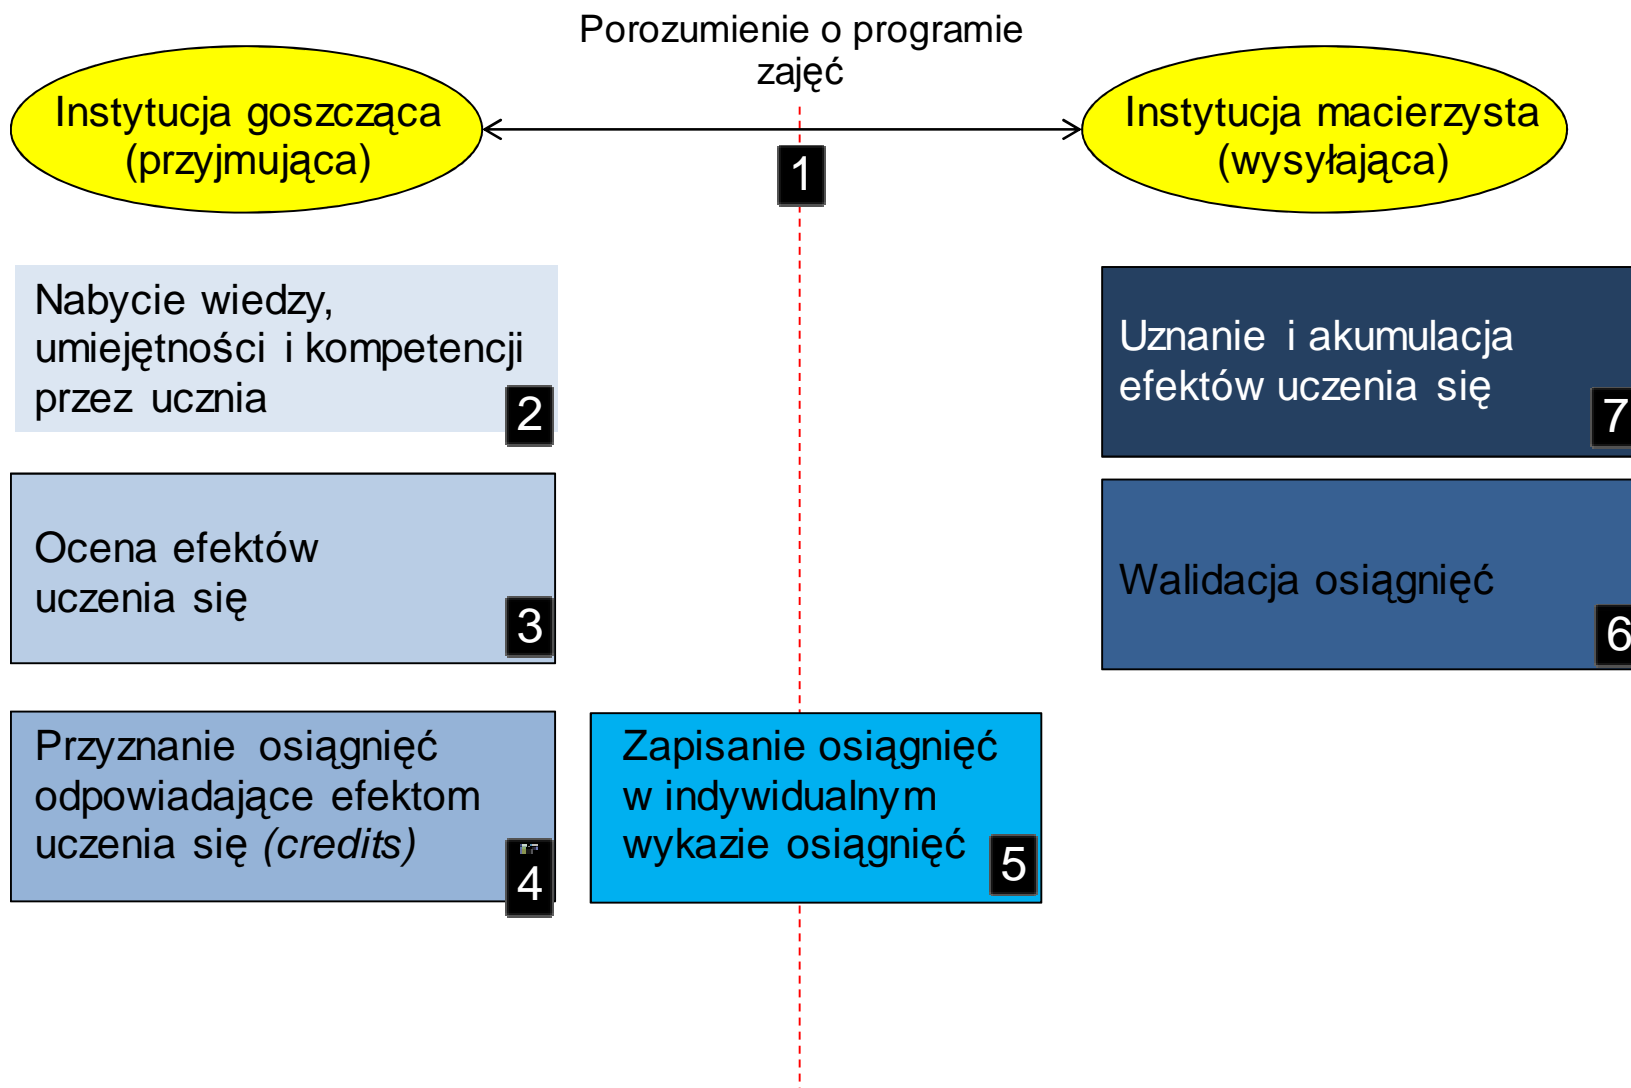 Porozumienie o programie
zajęć
Instytucja goszcząca
(przyjmująca)
1
Instytucja macierzysta
(wysyłająca)
Nabycie wiedzy,
umiejętności i kompetencji
przez ucznia
2
Ocena efektów
uczenia się
3
Przyznanie osiągnięć
odpowiadające efektom
uczenia się (credits)
4
Zapisanie osiągnięć
w indywidualnym
wykazie osiągnięć
5
Uznanie i akumulacja
efektów uczenia się
7
Walidacja osiągnięć
6